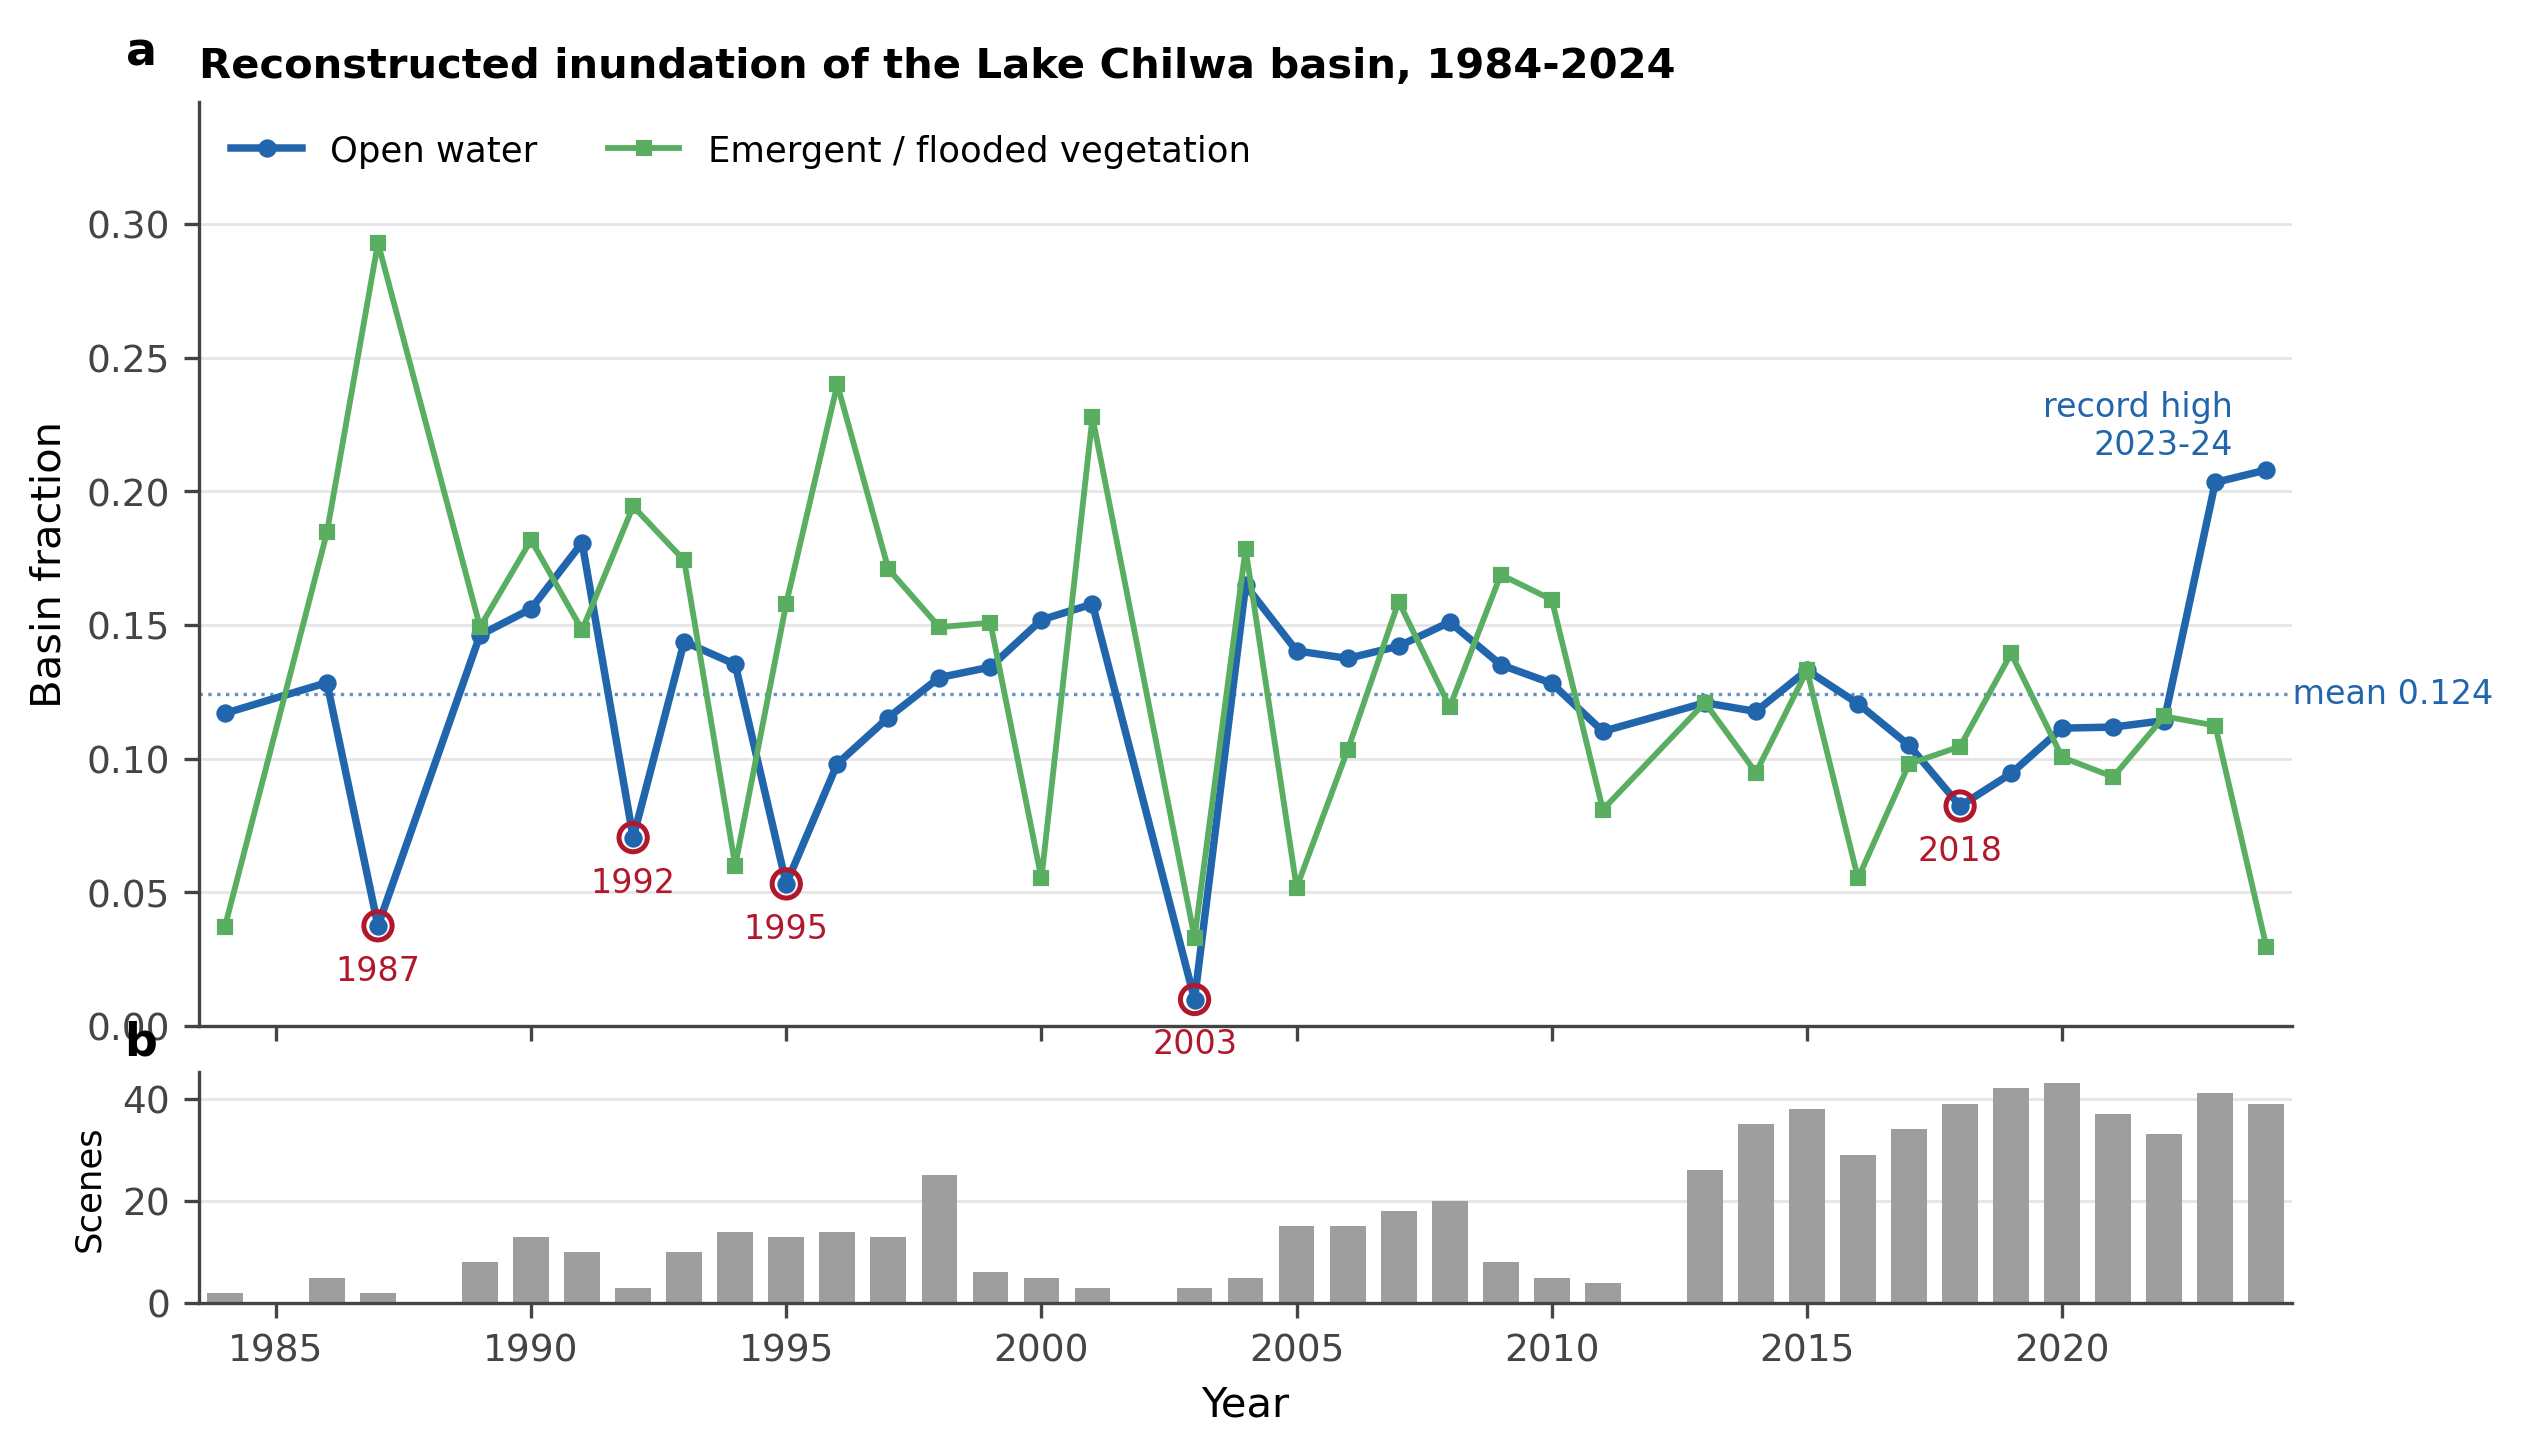 a
Reconstructed inundation of the Lake Chilwa basin, 1984-2024
Open water
Emergent / flooded vegetation
Basin fraction
0.30
0.25
0.20
0.15
0.10
0.05
0.00
record high
2023-24
mean 0.124
1987
1992
1995
2003
2018
b
Scenes
40
20
0
1985
1990
1995
2000
2005
2010
2015
2020
Year